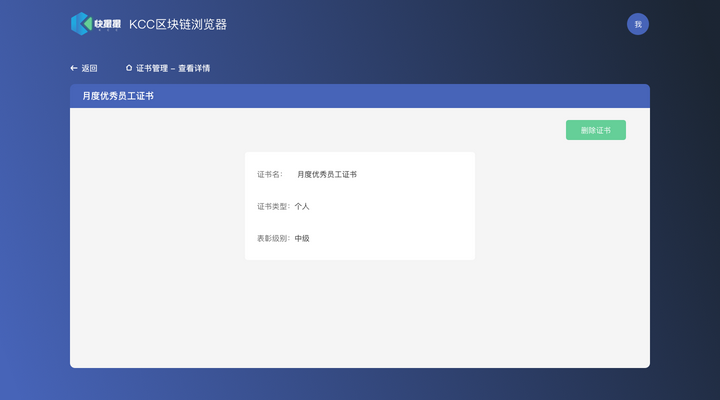 快墨墨 KCC区块链浏览器
我
返回
证书管理 – 查看详情
月度优秀员工证书
删除证书
证书名: 月度优秀员工证书
证书类型: 个人
表彰级别: 中级